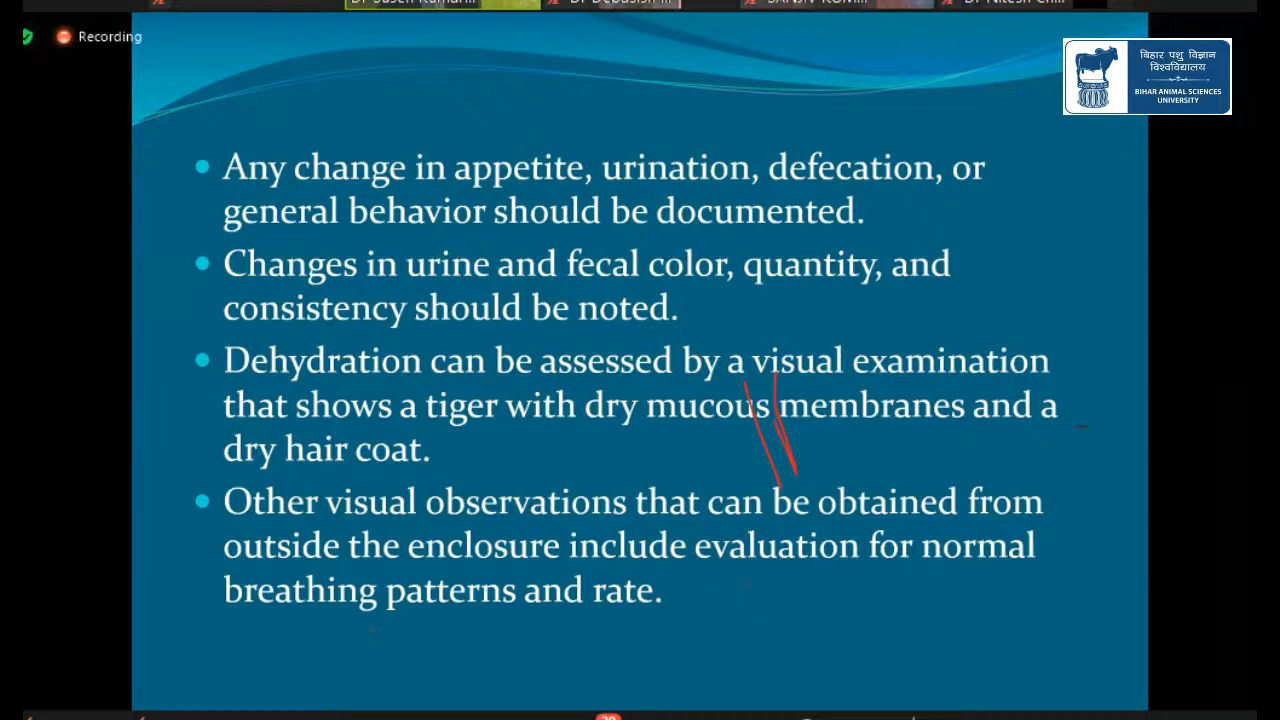 Recording
बिहार पशु विज्ञान
विश्वविद्यालय
BIHAR ANIMAL SCIENCES
UNIVERSITY
• Any change in appetite, urination, defecation, or
general behavior should be documented.
• Changes in urine and fecal color, quantity, and
consistency should be noted.
• Dehydration can be assessed by a visual examination
that shows a tiger with dry mucous membranes and a
dry hair coat.
• Other visual observations that can be obtained from
outside the enclosure include evaluation for normal
breathing patterns and rate.